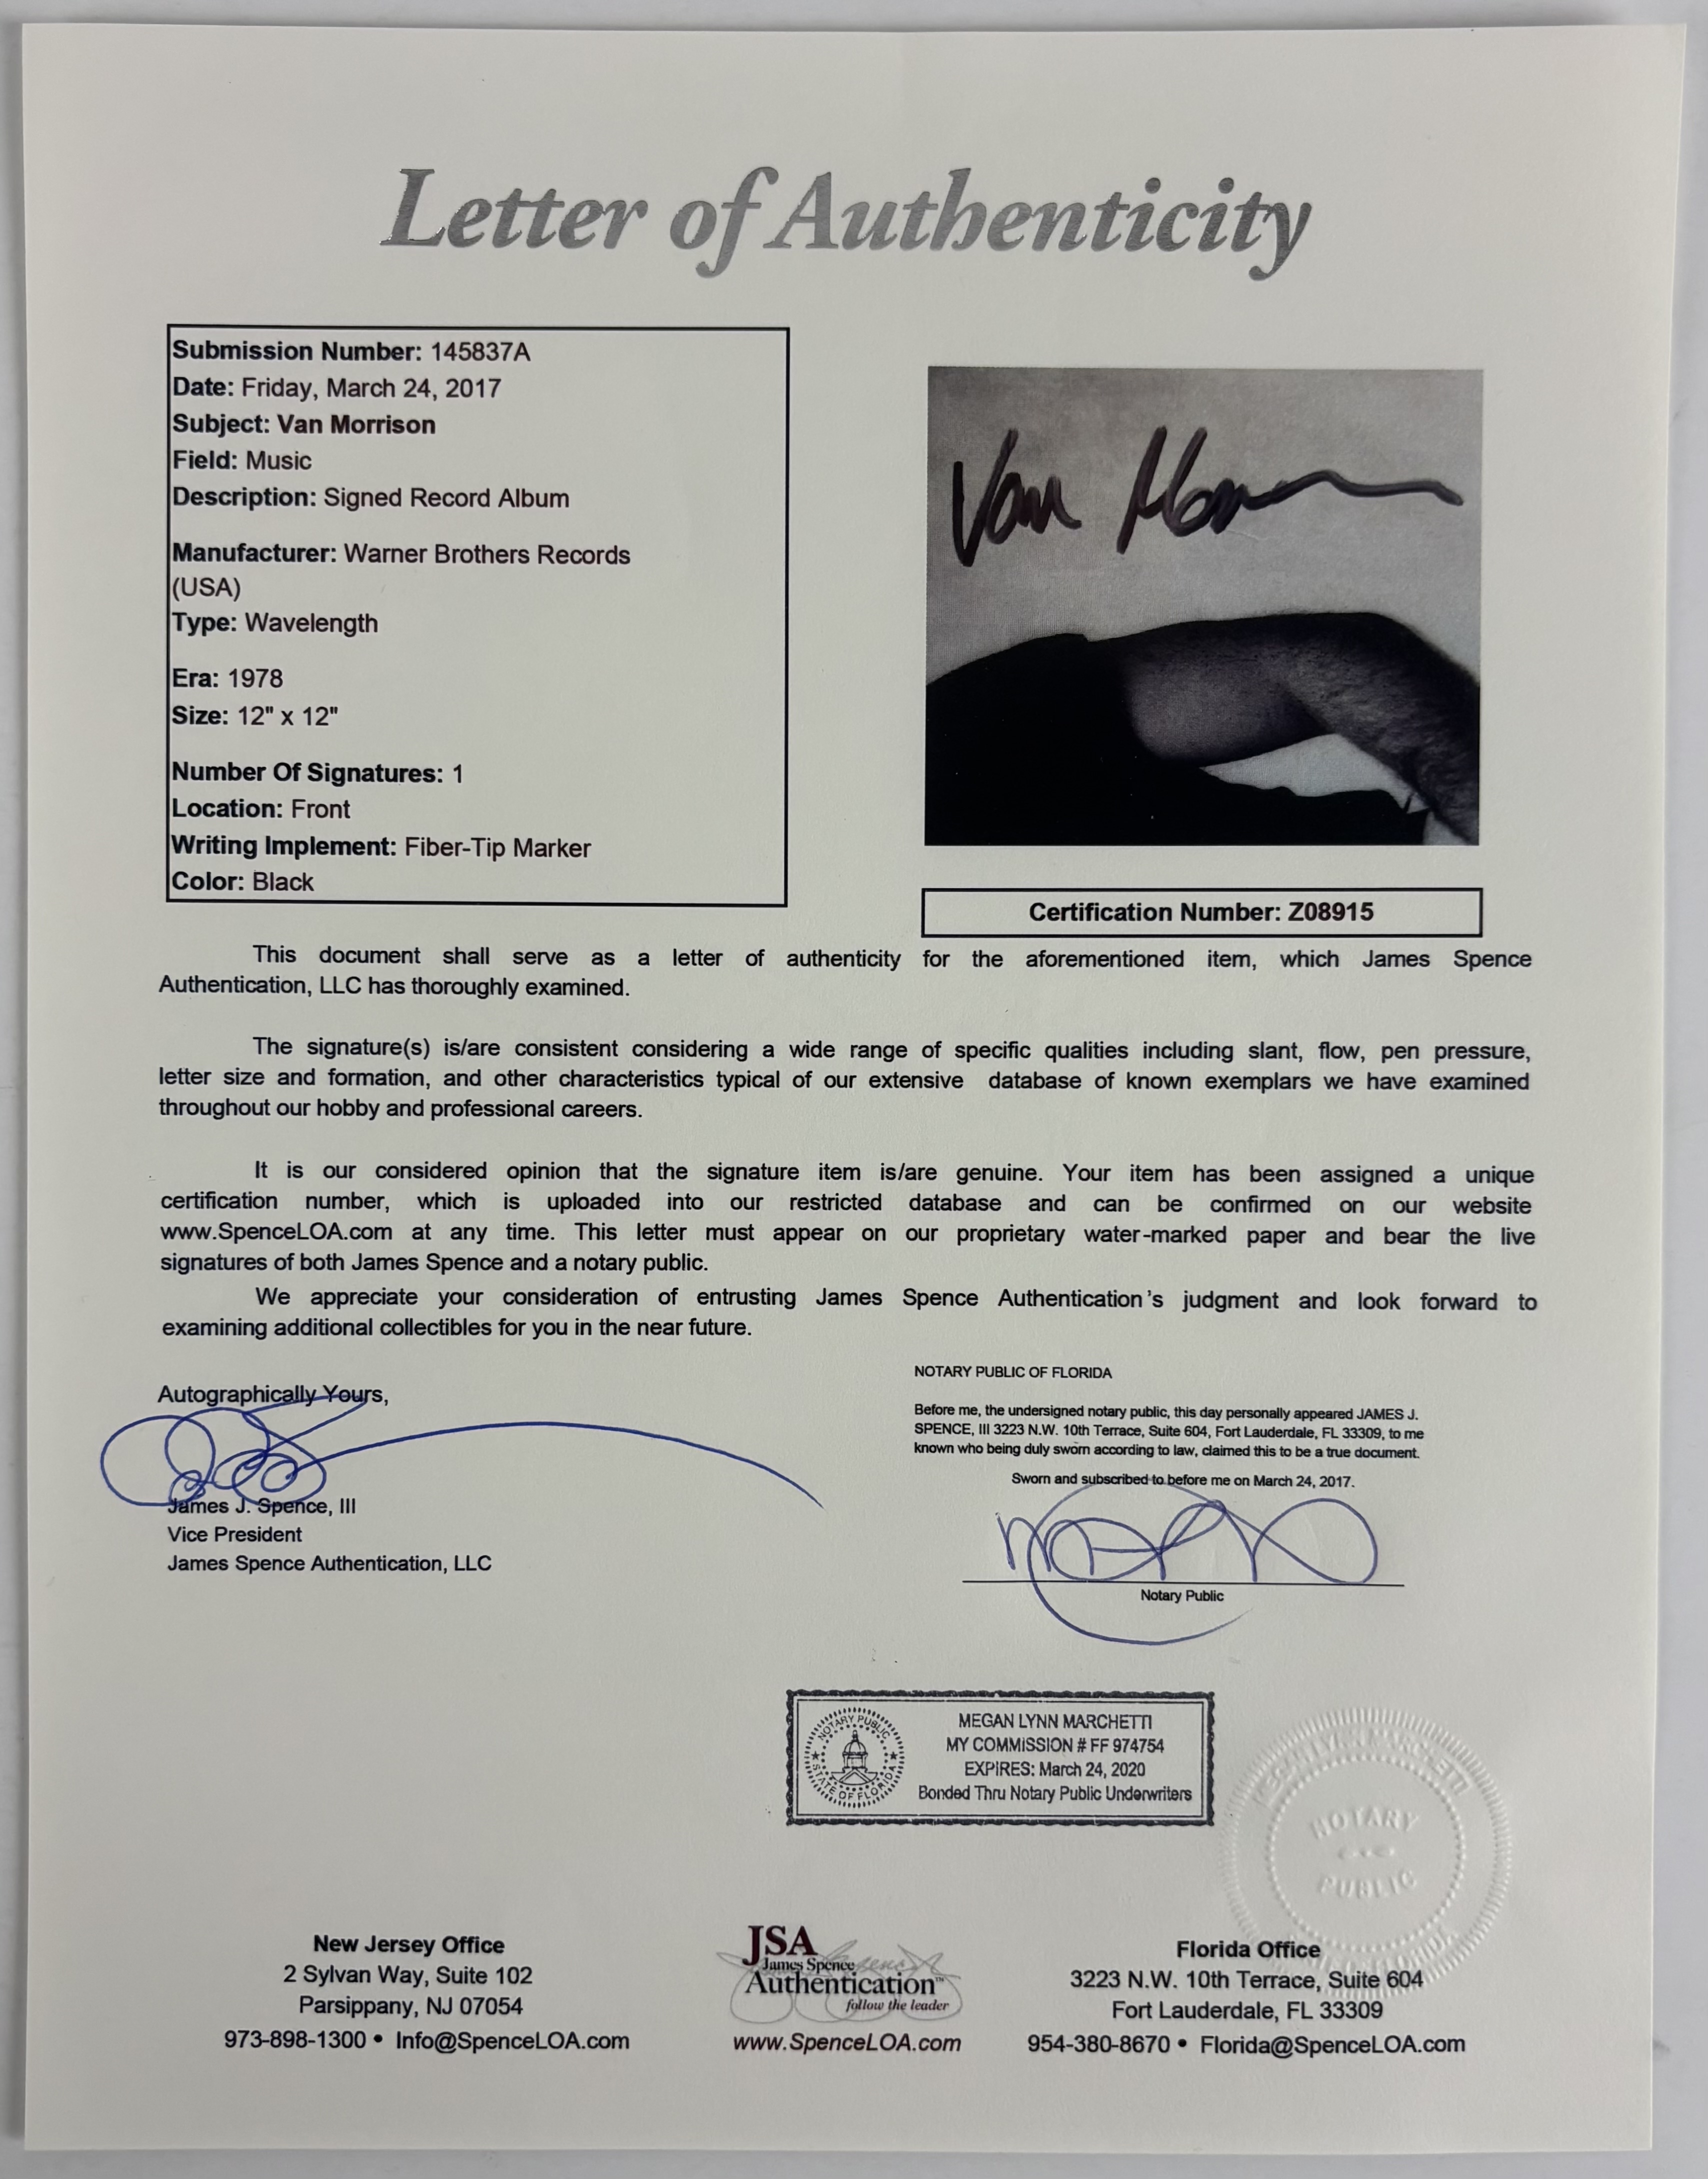 Letter of Authenticity
Submission Number: 145837A
Date: Friday, March 24, 2017
Subject: Van Morrison
Field: Music
Description: Signed Record Album
Manufacturer: Warner Brothers Records
(USA)
Type: Wavelength
Era: 1978
Size: 12" x 12"
Number Of Signatures: 1
Location: Front
Writing Implement: Fiber-Tip Marker
Color: Black
Van
Certification Number: Z08915
This document shall serve as a letter of authenticity for the aforementioned item, which James Spence
Authentication, LLC has thoroughly examined.
The signature(s) is/are consistent considering a wide range of specific qualities including slant, flow, pen pressure,
letter size and formation, and other characteristics typical of our extensive database of known exemplars we have examined
throughout our hobby and professional careers.
It is our considered opinion that the signature item is/are genuine. Your item has been assigned a unique
certification number, which is uploaded into our restricted database and can be confirmed on our website
www.SpenceLOA.com at any time. This letter must appear on our proprietary water-marked paper and bear the live
signatures of both James Spence and a notary public.
We appreciate your consideration of entrusting James Spence Authentication's judgment and look forward to
examining additional collectibles for you in the near future.
Autographically Yours,
James J. Spence, III
Vice President
James Spence Authentication, LLC
NOTARY PUBLIC OF FLORIDA
Before me, the undersigned notary public, this day personally appeared JAMES J.
SPENCE, III 3223 N.W. 10th Terrace, Suite 604, Fort Lauderdale, FL 33309, to me
known who being duly sworn according to law, claimed this to be a true document.
Sworn and subscribed to before me on March 24, 2017.
Notary Public
NOTARY PUBLIC
STATE OF FLORIDA
MEGAN LYNN MARCHETTI
MY COMMISSION # FF 974754
EXPIRES: March 24, 2020
Bonded Thru Notary Public Underwriters
NOTARY
PUBLIC
New Jersey Office
2 Sylvan Way, Suite 102
Parsippany, NJ 07054
973-898-1300 • Info@SpenceLOA.com
JSA
James Spence
Authentication™
follow the leader
www.SpenceLOA.com
Florida Office
3223 N.W. 10th Terrace, Suite 604
Fort Lauderdale, FL 33309
954-380-8670 • Florida@SpenceLOA.com